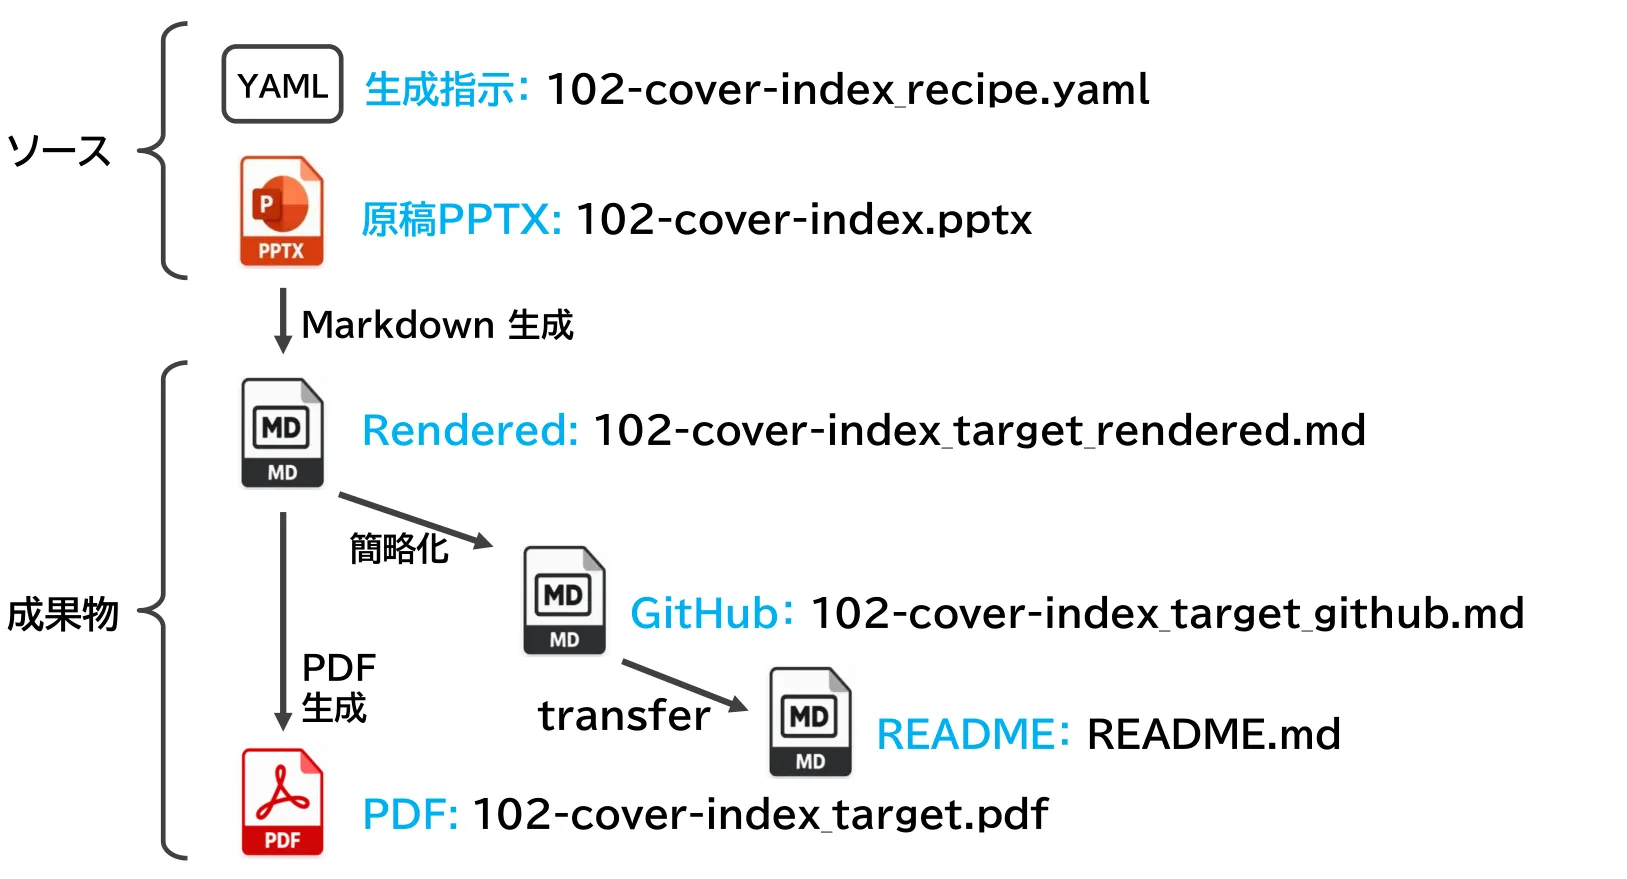 YAML
生成指示: 102-cover-index_recipe.yaml
ソース
P
PPTX
原稿PPTX: 102-cover-index.pptx
Markdown 生成
MD
MD
Rendered: 102-cover-index_target_rendered.md
簡略化
MD
MD
GitHub: 102-cover-index_target_github.md
成果物
PDF
生成
transfer
MD
MD
README: README.md
PDF
PDF: 102-cover-index_target.pdf